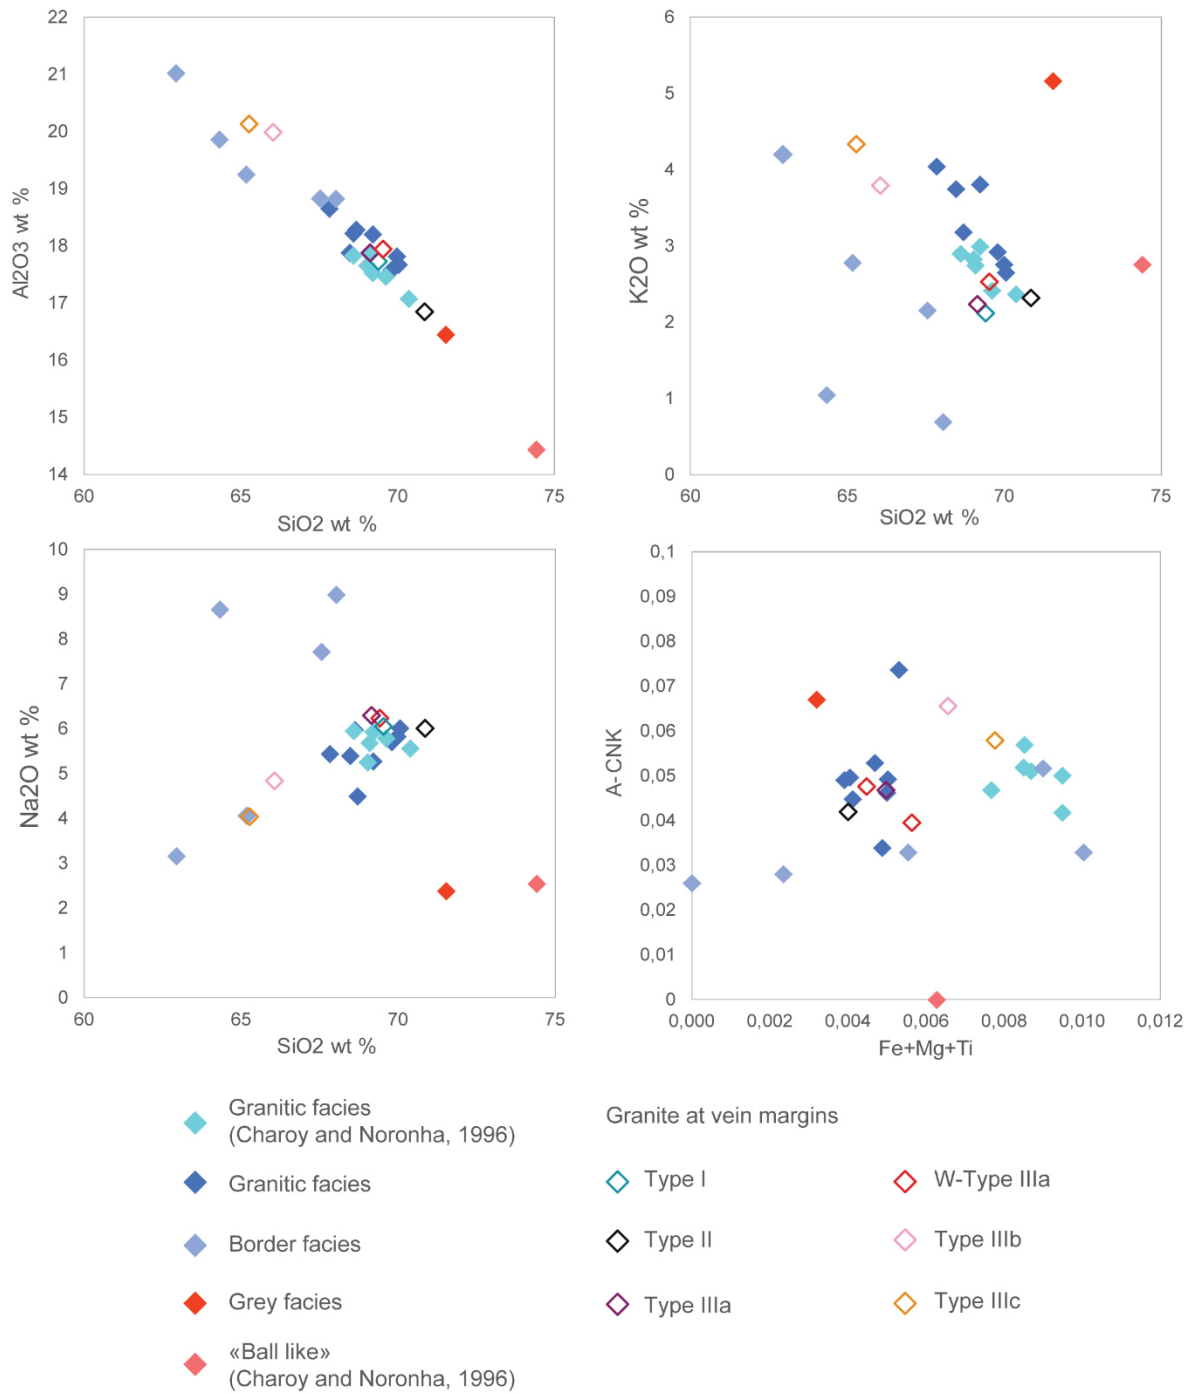 22
21
20
19
18
17
16
15
14
Al2O3 wt %
60
65
70
75
SiO2 wt %
6
5
4
3
2
1
0
K2O wt %
60
65
70
75
SiO2 wt %
10
9
8
7
6
5
4
3
2
1
0
Na2O wt %
60
65
70
75
SiO2 wt %
0,1
0,09
0,08
0,07
0,06
0,05
0,04
0,03
0,02
0,01
0
A- CNK
0,000
0,002
0,004
0,006
0,008
0,010
0,012
Fe+Mg+Ti
Granitic facies
(Charoy and Noronha, 1996)
Granitic facies
Border facies
Grey facies
«Ball like»
(Charoy and Noronha, 1996)
Granite at vein margins
Type I
Type II
Type IIIa
W-Type IIIa
Type IIIb
Type IIIc